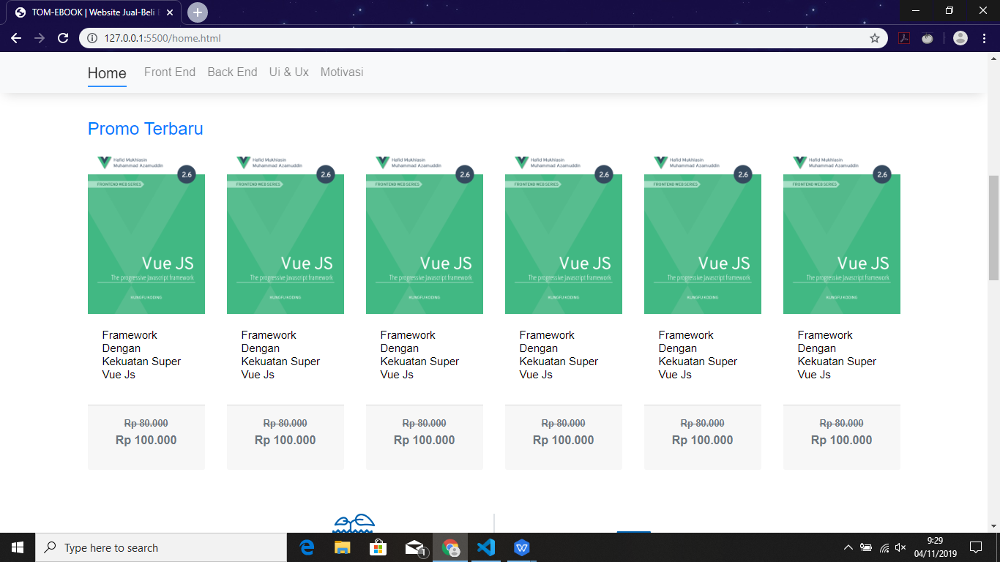 TOM-EBOOK | Website Jual-Beli
127.0.0.1:5500/home.html
Home Front End Back End Ui & Ux Motivasi
Promo Terbaru
Hafid Mukhlasin
Muhammad Azamuddin
2.6
FRONTEND WEB SERIES
Vue JS
The progressive Javascript framework
KUNGFU KODING
Framework
Dengan
Kekuatan Super
Vue Js
Rp 80.000
Rp 100.000
Hafid Mukhlasin
Muhammad Azamuddin
2.6
FRONTEND WEB SERIES
Vue JS
The progressive Javascript framework
KUNGFU KODING
Framework
Dengan
Kekuatan Super
Vue Js
Rp 80.000
Rp 100.000
Hafid Mukhlasin
Muhammad Azamuddin
2.6
FRONTEND WEB SERIES
Vue JS
The progressive Javascript framework
KUNGFU KODING
Framework
Dengan
Kekuatan Super
Vue Js
Rp 80.000
Rp 100.000
Hafid Mukhlasin
Muhammad Azamuddin
2.6
FRONTEND WEB SERIES
Vue JS
The progressive Javascript framework
KUNGFU KODING
Framework
Dengan
Kekuatan Super
Vue Js
Rp 80.000
Rp 100.000
Hafid Mukhlasin
Muhammad Azamuddin
2.6
FRONTEND WEB SERIES
Vue JS
The progressive Javascript framework
KUNGFU KODING
Framework
Dengan
Kekuatan Super
Vue Js
Rp 80.000
Rp 100.000
Hafid Mukhlasin
Muhammad Azamuddin
2.6
FRONTEND WEB SERIES
Vue JS
The progressive Javascript framework
KUNGFU KODING
Framework
Dengan
Kekuatan Super
Vue Js
Rp 80.000
Rp 100.000
Type here to search
1
9:29
04/11/2019